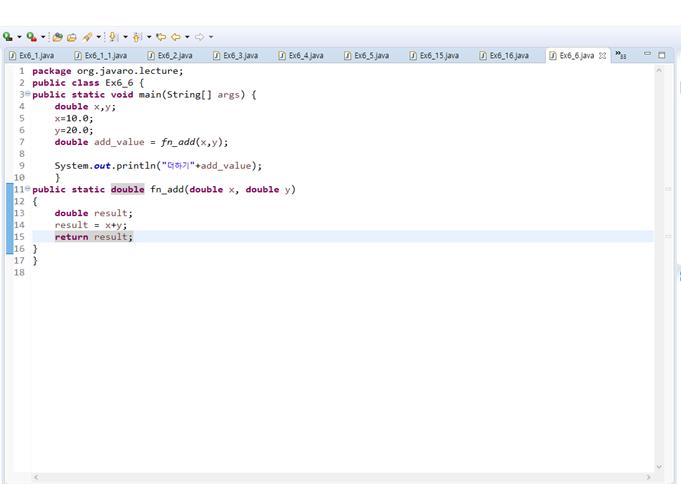 Ex6_1.java Ex6_1_1.java Ex6_2.java Ex6_3.java Ex6_4.java Ex6_5.java Ex6_15.java Ex6_16.java Ex6_6.java
1 package org.javaro.lecture;
2 public class Ex6_6 {
3 public static void main(String[] args) {
4 double x,y;
5 x=10.0;
6 y=20.0;
7 double add_value = fn_add(x,y);
8
9 System.out.println("더하기"+add_value);
10 }
11 public static double fn_add(double x, double y)
12 {
13 double result;
14 result = x+y;
15 return result;
16 }
17 }
18